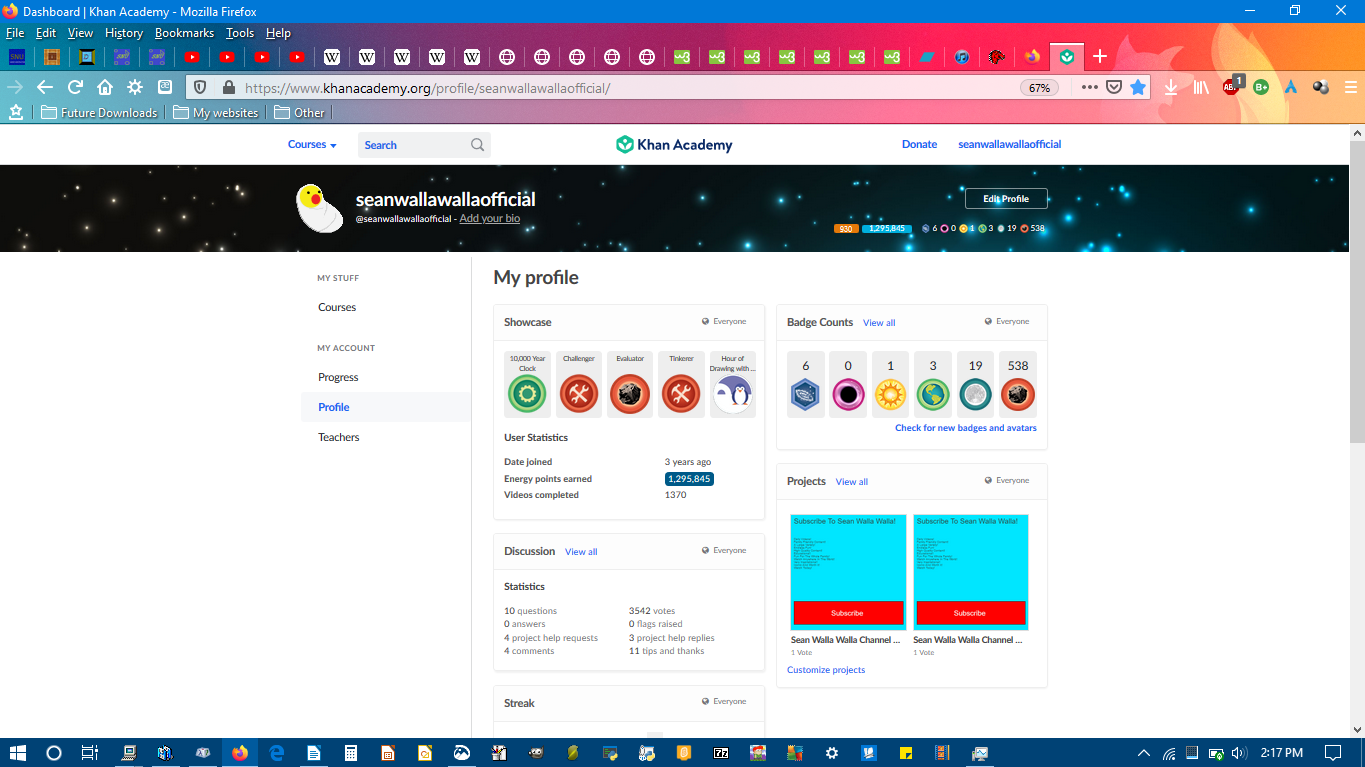 Dashboard | Khan Academy - Mozilla Firefox
File Edit View History Bookmarks Tools Help
https://www.khanacademy.org/profile/seanwallawallaofficial/
67%
1
Future Downloads
My websites
Other
Courses
Search
Khan Academy
Donate
seanwallawallaofficial
seanwallawallaofficial
@seanwallawallaofficial - Add your bio
Edit Profile
930 1,295,845 6 0 1 3 19 538
MY STUFF
Courses
MY ACCOUNT
Progress
Profile
Teachers
My profile
Showcase
Everyone
10,000 Year
Clock
Challenger
Evaluator
Tinkerer
Hour of
Drawing with ...
User Statistics
Date joined 3 years ago
Energy points earned 1,295,845
Videos completed 1370
Badge Counts View all
Everyone
6 0 1 3 19 538
Check for new badges and avatars
Discussion View all
Everyone
Statistics
10 questions 3542 votes
0 answers 0 flags raised
4 project help requests 3 project help replies
4 comments 11 tips and thanks
Projects View all
Everyone
Subscribe To Sean Walla Walla!
Subscribe
Sean Walla Walla Channel ...
1 Vote
Subscribe To Sean Walla Walla!
Subscribe
Sean Walla Walla Channel ...
1 Vote
Customize projects
Streak
Everyone
2:17 PM